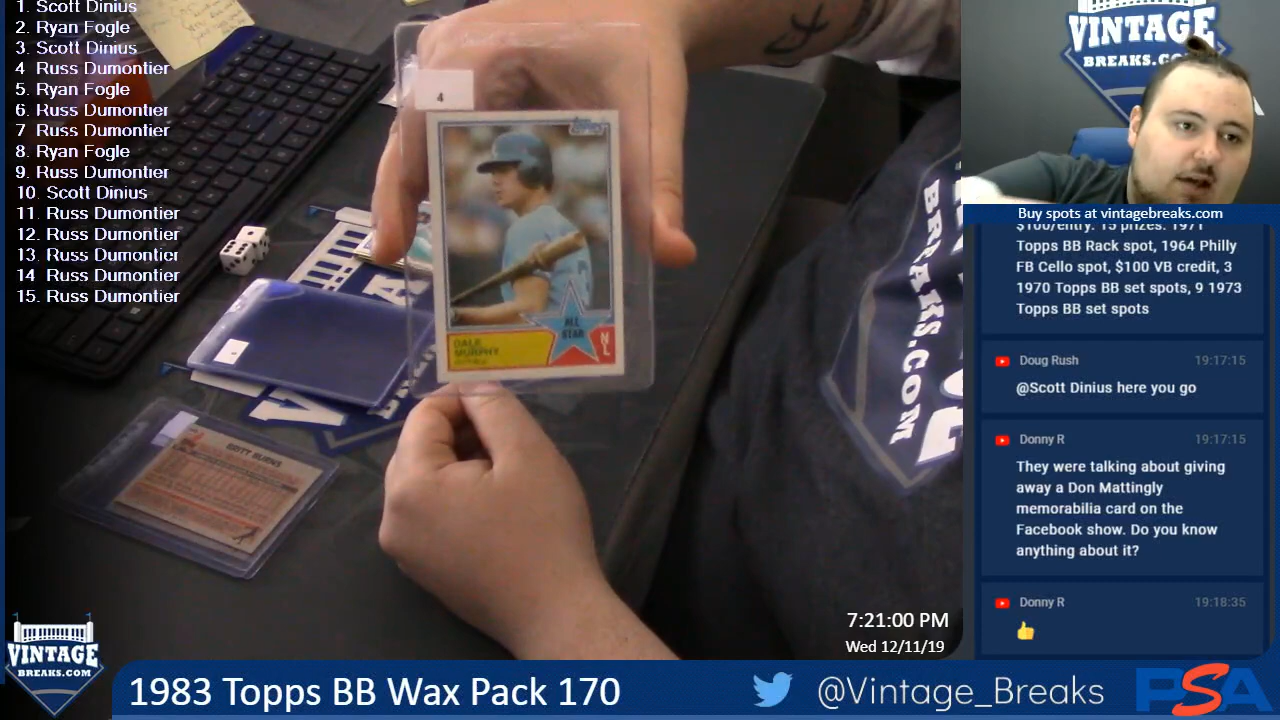 1. Scott Dinius
2. Ryan Fogle
3. Scott Dinius
4 Russ Dumontier
5. Ryan Fogle
6. Russ Dumontier
7 Russ Dumontier
8. Ryan Fogle
9. Russ Dumontier
10. Scott Dinius
11. Russ Dumontier
12. Russ Dumontier
13. Russ Dumontier
14 Russ Dumontier
15. Russ Dumontier
4
Topps
ALL
STAR
NL
DALE
MURPHY
BRITT BURNS
BREAKS.COM
VINTAGE
BREAKS.CO
Buy spots at vintagebreaks.com
$100/entry. 15 prizes: 1971
Topps BB Rack spot, 1964 Philly
FB Cello spot, $100 VB credit, 3
1970 Topps BB set spots, 9 1973
Topps BB set spots
Doug Rush 19:17:15
@Scott Dinius here you go
Donny R 19:17:15
They were talking about giving
away a Don Mattingly
memorabilia card on the
Facebook show. Do you know
anything about it?
Donny R 19:18:35
👍
7:21:00 PM
Wed 12/11/19
VINTAGE
BREAKS.COM
1983 Topps BB Wax Pack 170
@Vintage_Breaks
PSA